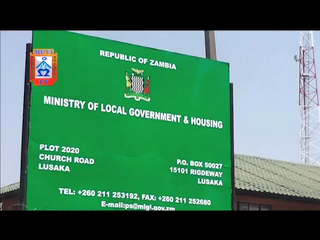 REPUBLIC OF ZAMBIA
MINISTRY OF LOCAL GOVERNMENT & HOUSING
PLOT 2020
CHURCH ROAD
LUSAKA
P.O. BOX 50027
15101 RIDGEWAY
LUSAKA
TEL: +260 211 253192, FAX: +260 211 252680
E-mail:ps@mlgl.gov.zm